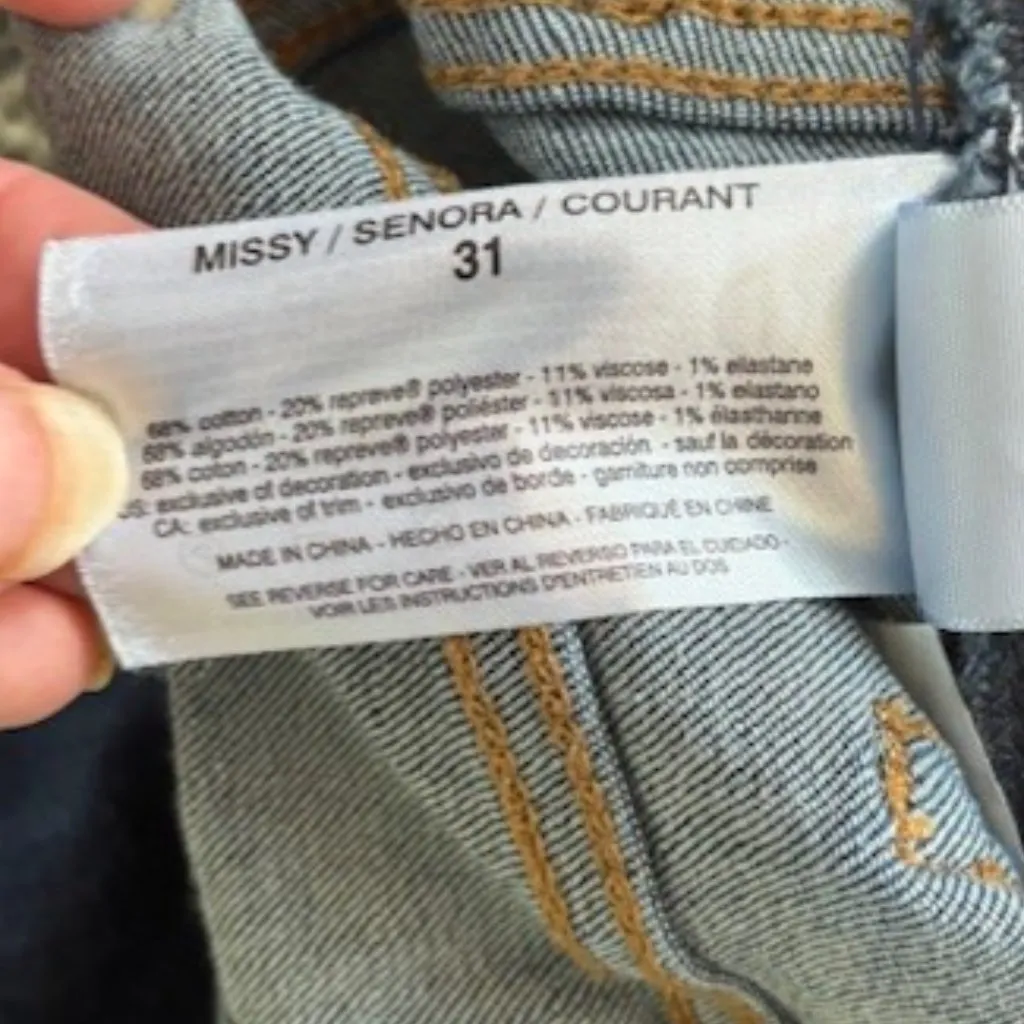 MISSY / SENORA / COURANT
31
68% cotton - 20% repreve® polyester - 11% viscose - 1% elastane
68% algodón - 20% repreve® poliéster - 11% viscosa - 1% elastano
68% coton - 20% repreve® polyester - 11% viscose - 1% élasthanne
US: exclusive of decoration - exclusivo de decoración - sauf la décoration
CA: exclusive of trim - exclusivo de borde - garniture non comprise
MADE IN CHINA - HECHO EN CHINA - FABRIQUÉ EN CHINE
SEE REVERSE FOR CARE - VER AL REVERSO PARA EL CUIDADO -
VOIR LES INSTRUCTIONS D'ENTRETIEN AU DOS